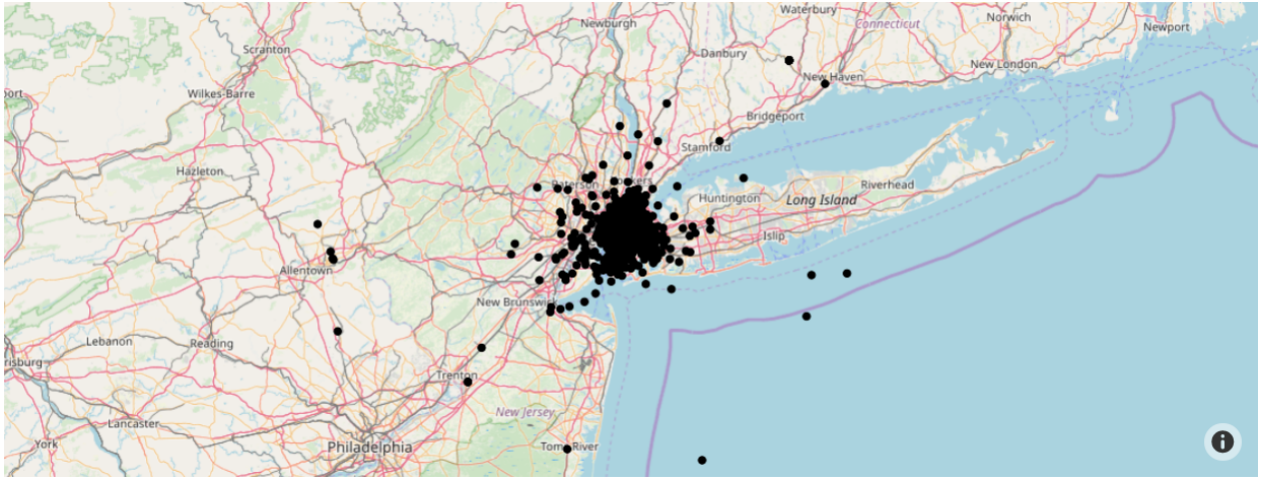 Waterbury
Connecticut
Norwich
Newport
Newburgh
Scranton
Danbury
New London
New Haven
Wilkes-Barre
Bridgeport
Stamford
Hazleton
Paterson
Riverhead
Huntington
Long Island
Islip
Allentown
New Brunswick
Lebanon
Reading
Trenton
New Jersey
Lancaster
York
Philadelphia
Toms River